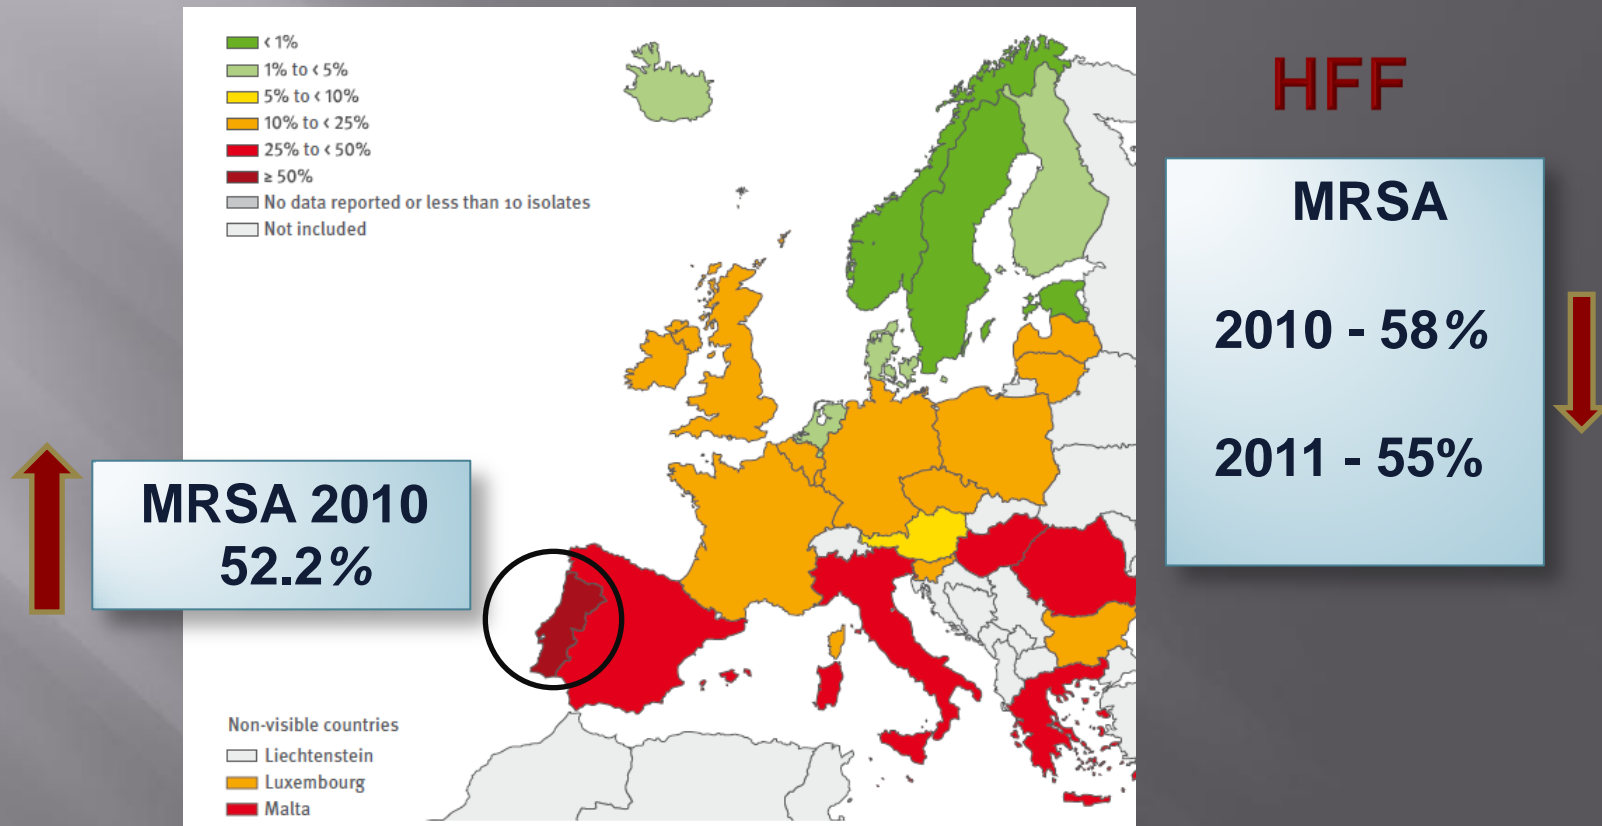 < 1%
1% to < 5%
5% to < 10%
10% to < 25%
25% to < 50%
≥ 50%
No data reported or less than 10 isolates
Not included
HFF
MRSA
2010 - 58%
2011 - 55%
MRSA 2010
52.2%
Non-visible countries
Liechtenstein
Luxembourg
Malta